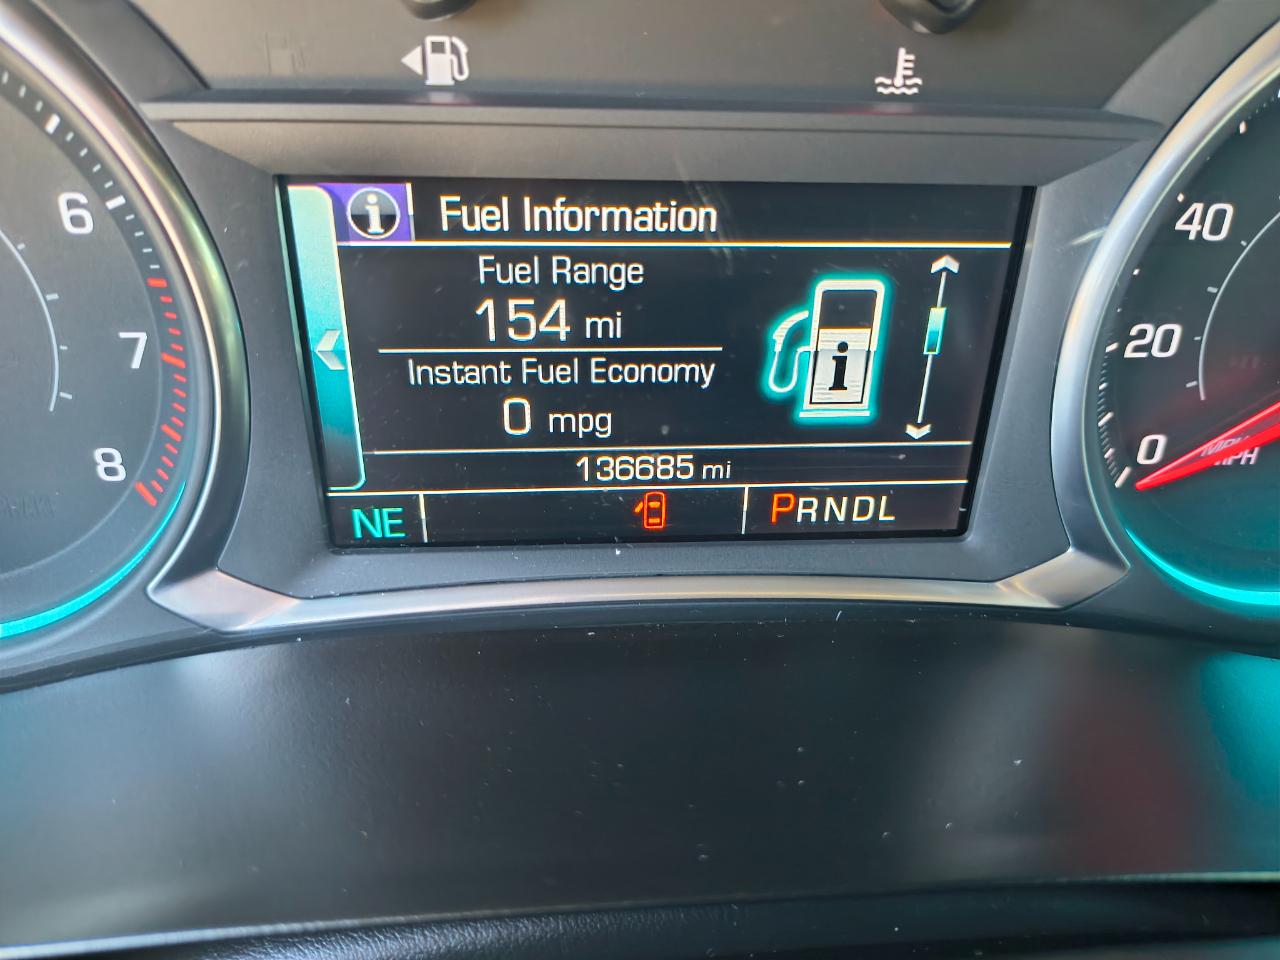 Fuel Information
Fuel Range
154 mi
Instant Fuel Economy
0 mpg
136685 mi
NE
PRNDL
6
7
8
40
20
0
MPH